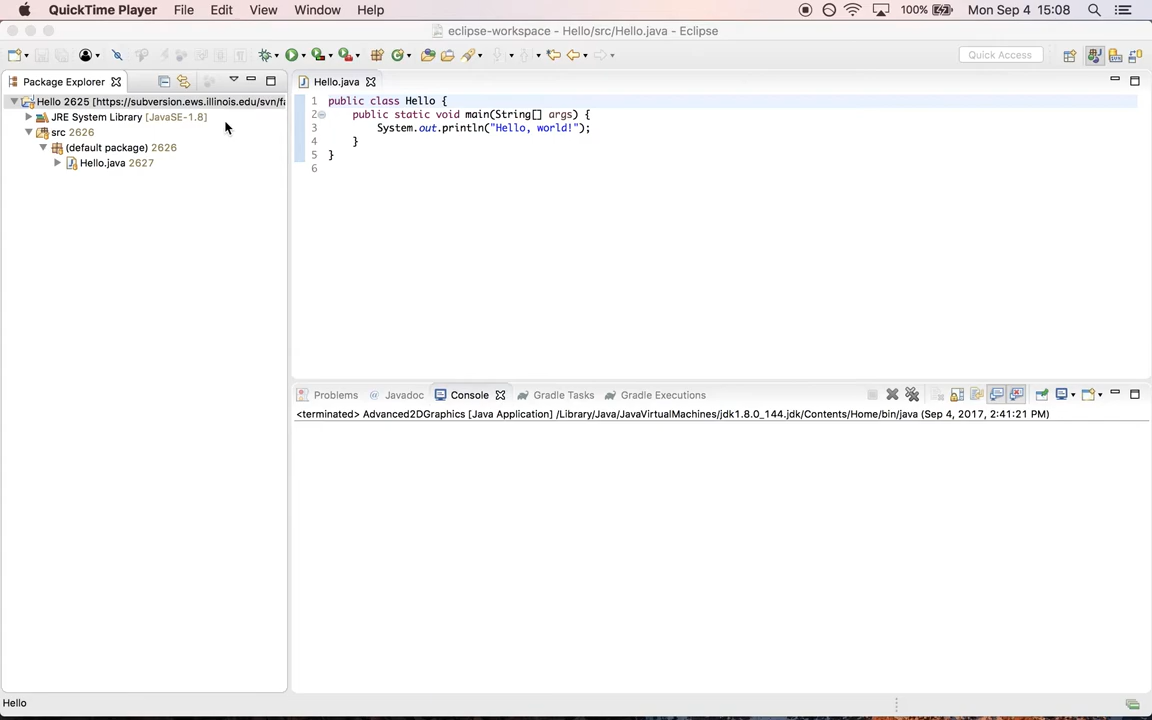 QuickTime Player File Edit View Window Help 100% Mon Sep 4 15:08
eclipse-workspace - Hello/src/Hello.java - Eclipse
Quick Access
Package Explorer
Hello 2625 [https://subversion.ews.illinois.edu/svn/fa
JRE System Library [JavaSE-1.8]
src 2626
(default package) 2626
Hello.java 2627
Hello.java
1 public class Hello {
2 public static void main(String[] args) {
3 System.out.println("Hello, world!");
4 }
5 }
6
Problems Javadoc Console Gradle Tasks Gradle Executions
<terminated> Advanced2DGraphics [Java Application] /Library/Java/JavaVirtualMachines/jdk1.8.0_144.jdk/Contents/Home/bin/java (Sep 4, 2017, 2:41:21 PM)
Hello